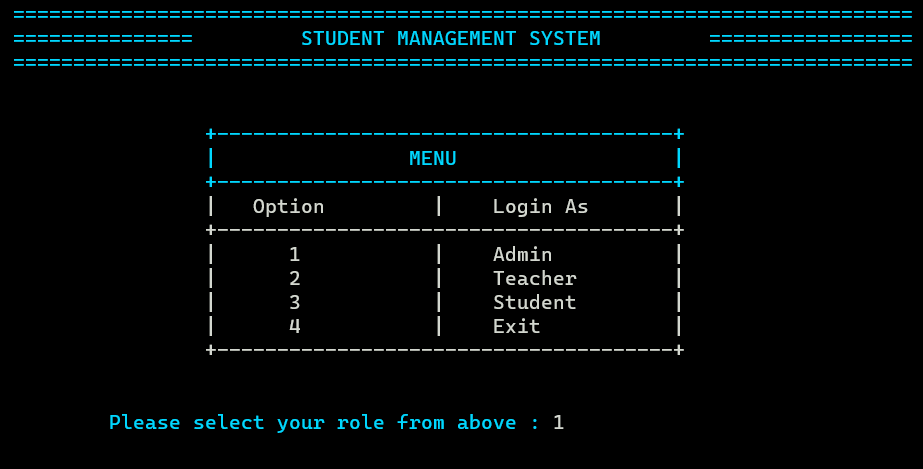 ===========================================================================
===============         STUDENT MANAGEMENT SYSTEM         =================
===========================================================================
+--------------------------------------+
|                MENU                  |
+--------------------------------------+
|   Option         |    Login As       |
+--------------------------------------+
|      1           |    Admin          |
|      2           |    Teacher        |
|      3           |    Student        |
|      4           |    Exit           |
+--------------------------------------+
Please select your role from above : 1